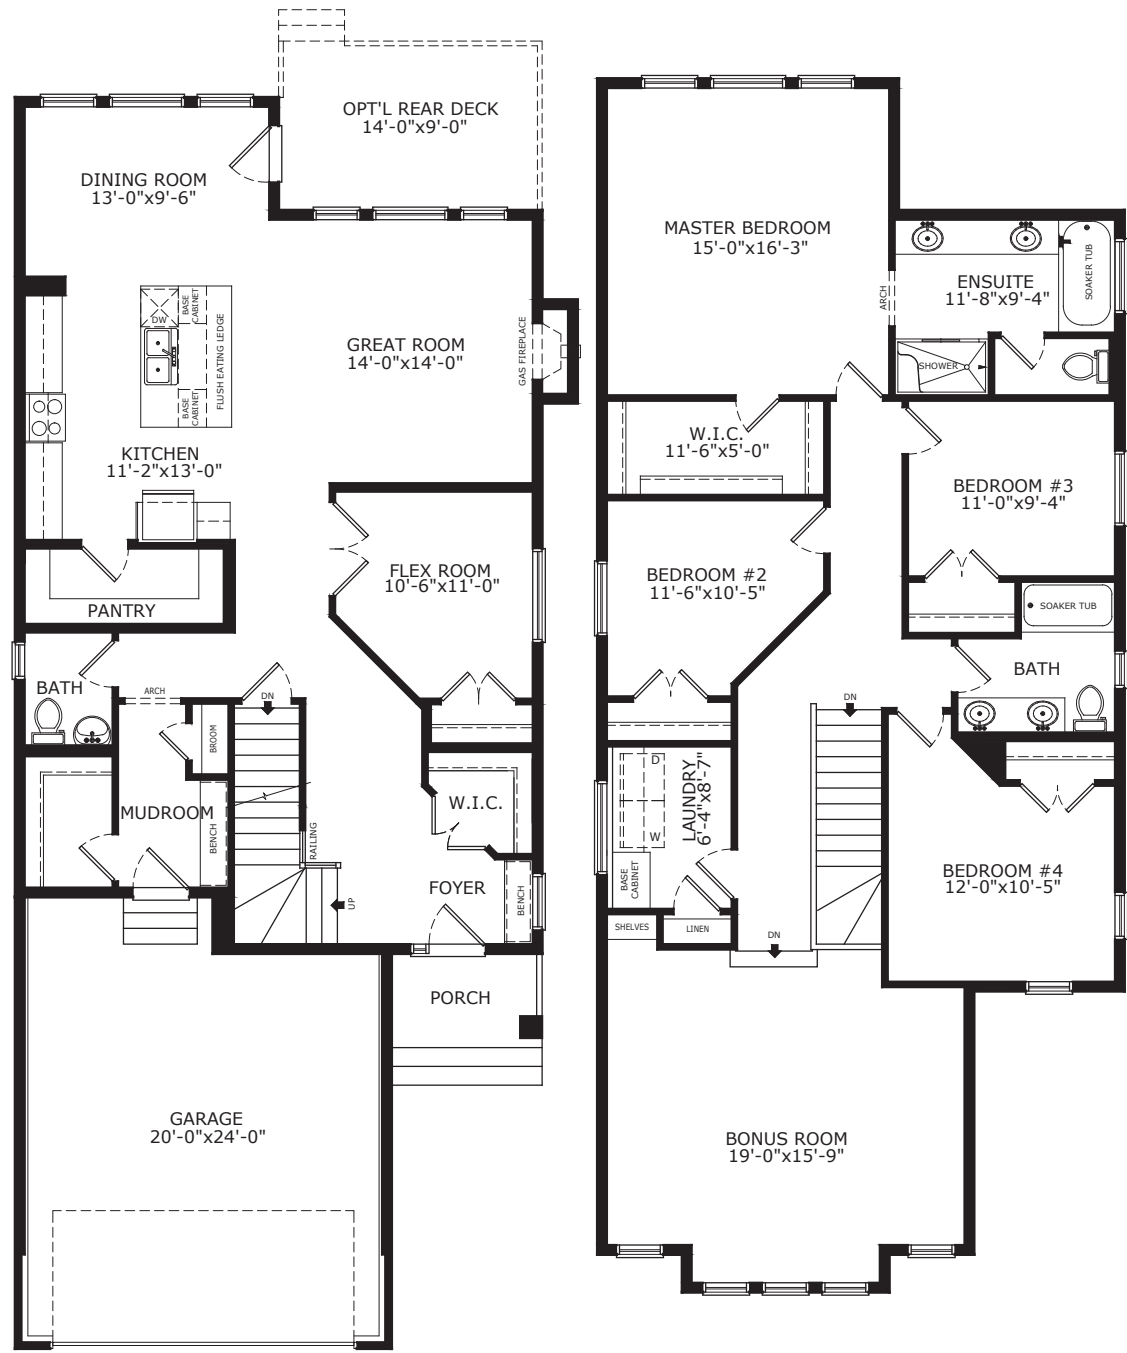 OPT'L REAR DECK
14'-0"x9'-0"
DINING ROOM
13'-0"x9'-6"
BASE
CABINET
DW
FLUSH EATING LEDGE
BASE
CABINET
GREAT ROOM
14'-0"x14'-0"
GAS FIREPLACE
KITCHEN
11'-2"x13'-0"
FLEX ROOM
10'-6"x11'-0"
PANTRY
BATH
ARCH
DN
BROOM
MUDROOM
BENCH
RAILING
W.I.C.
FOYER
BENCH
UP
PORCH
GARAGE
20'-0"x24'-0"
MASTER BEDROOM
15'-0"x16'-3"
ARCH
ENSUITE
11'-8"x9'-4"
SOAKER TUB
SHOWER
W.I.C.
11'-6"x5'-0"
BEDROOM #3
11'-0"x9'-4"
BEDROOM #2
11'-6"x10'-5"
SOAKER TUB
BATH
DN
D
W
LAUNDRY
6'-4"x8'-7"
BASE
CABINET
BEDROOM #4
12'-0"x10'-5"
SHELVES
LINEN
DN
BONUS ROOM
19'-0"x15'-9"